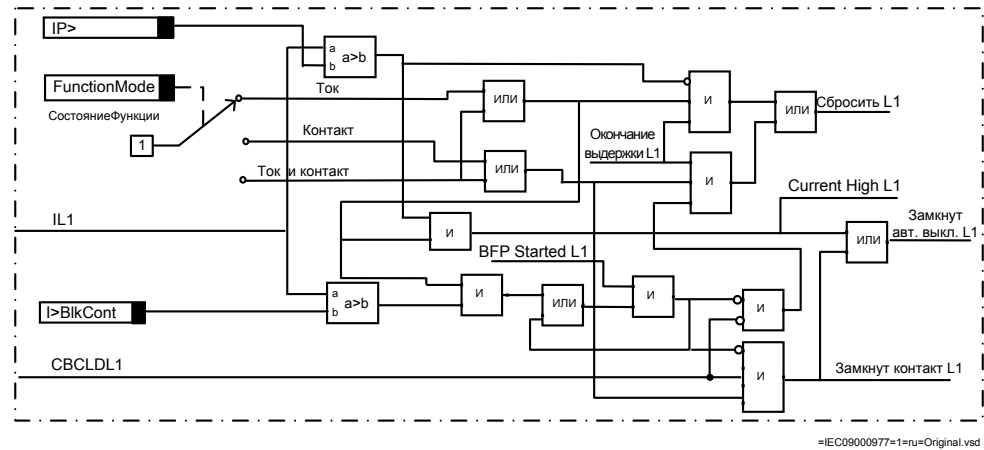 IP>
a
b
a>b
FunctionMode
СостояниеФункции
1
Ток
ИЛИ
И
ИЛИ
Сбросить L1
Контакт
Окончание
выдержки L1
ИЛИ
И
Ток и контакт
Current High L1
IL1
И
ИЛИ
Замкнут
авт. выкл. L1
BFP Started L1
a
b
a>b
И
ИЛИ
И
И
I>BlkCont
CBCLDL1
И
Замкнут контакт L1
=IEC09000977=1=ru=Original.vsd